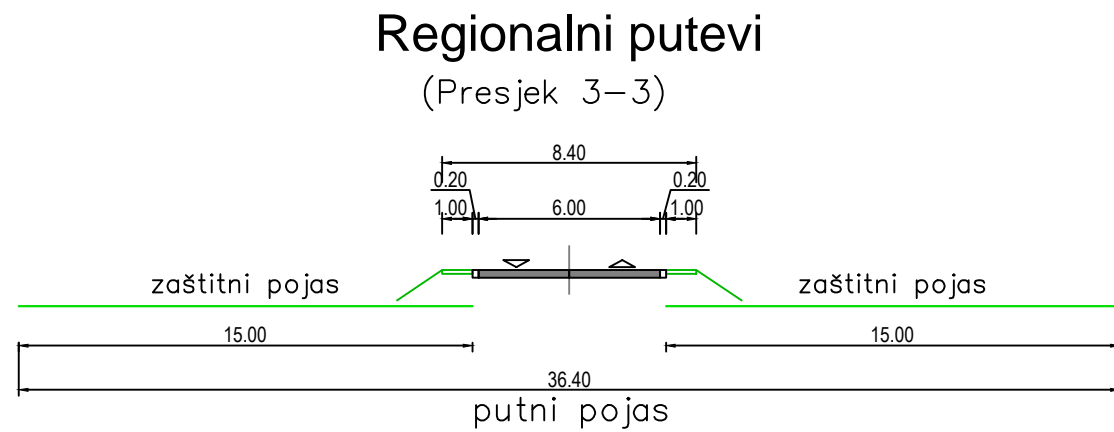 Regionalni putevi
(Presjek 3-3)
8.40
0.20 0.20
1.00 6.00 1.00
zaštitni pojas zaštitni pojas
15.00 15.00
36.40
putni pojas